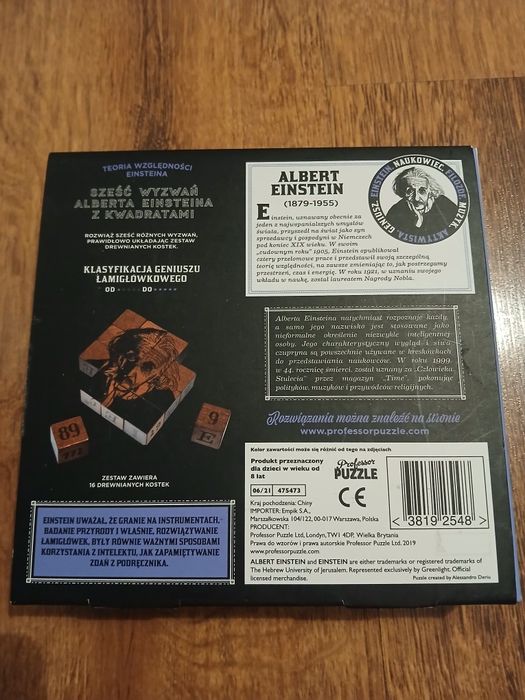 TEORIA WZGLĘDNOŚCI
EINSTEINA
SZEŚĆ WYZWAŃ
ALBERTA EINSTEINA
Z KWADRATAMI
ROZWIĄŻ SZEŚĆ RÓŻNYCH WYZWAŃ,
PRAWIDŁOWO UKŁADAJĄC ZESTAW
DREWNIANYCH KOSTEK.
KLASYFIKACJA GENIUSZU
ŁAMIGŁÓWKOWEGO
OD DO
89
9
E
ZESTAW ZAWIERA
16 DREWNIANYCH KOSTEK
EINSTEIN UWAŻAŁ, ŻE GRANIE NA INSTRUMENTACH,
BADANIE PRZYRODY I WŁAŚNIE, ROZWIĄZYWANIE
ŁAMIGŁÓWEK, BYŁY RÓWNIE WAŻNYMI SPOSOBAMI
KORZYSTANIA Z INTELEKTU, JAK ZAPAMIĘTYWANIE
ZDAŃ Z PODRĘCZNIKA.
ALBERT
EINSTEIN
(1879-1955)
EINSTEIN NAUKOWIEC, FILOZOF, MUZYK, AKTYWISTA, GENIUSZ
Einstein, uznawany obecnie za
jeden z najwspanialszych umysłów
świata, przyszedł na świat jako syn
sprzedawcy i gospodyni w Niemczech
pod koniec XIX wieku. W swoim
„cudownym roku” 1905, Einstein opublikował
cztery przełomowe prace i przedstawił swoją szczególną
teorię względności, na zawsze zmieniając to, jak postrzegamy
przestrzeń, czas i energię. W roku 1921, w uznaniu swojego
wkładu w naukę, został laureatem Nagrody Nobla.
Alberta Einsteina natychmiast rozpoznaje każdy,
a samo jego nazwisko jest stosowane jako
nieformalne określenie niezwykle inteligentnej
osoby. Jego charakterystyczny wygląd i siwa
czupryna są powszechnie używane w kreskówkach
do przedstawiania naukowców. W roku 1999
w 44. rocznicę śmierci, został uznany za „Człowieka
Stulecia” przez magazyn „Time”, pokonując
polityków, muzyków i przywódców religijnych.
Rozwiązania można znaleźć na stronie
www.professorpuzzle.com
Kolor zawartości może się różnić od tego na zdjęciach
Produkt przeznaczony
dla dzieci w wieku od
8 lat
Professor
PUZZLE
06/21 475473
CE
Kraj pochodzenia: Chiny
IMPORTER: Empik S.A.,
Marszałkowska 104/122, 00-017 Warszawa, Polska
PRODUCENT:
Professor Puzzle Ltd, Londyn, TW1 4DP, Wielka Brytania
Prawa do wzorów i prawa autorskie Professor Puzzle Ltd, 2019
www.professorpuzzle.com
< 3819 2548 >
ALBERT EINSTEIN and EINSTEIN are either trademarks or registered trademarks of
The Hebrew University of Jerusalem. Represented exclusively by Greenlight. Official
licensed merchandise.
Puzzle created by Alessandro Deriu